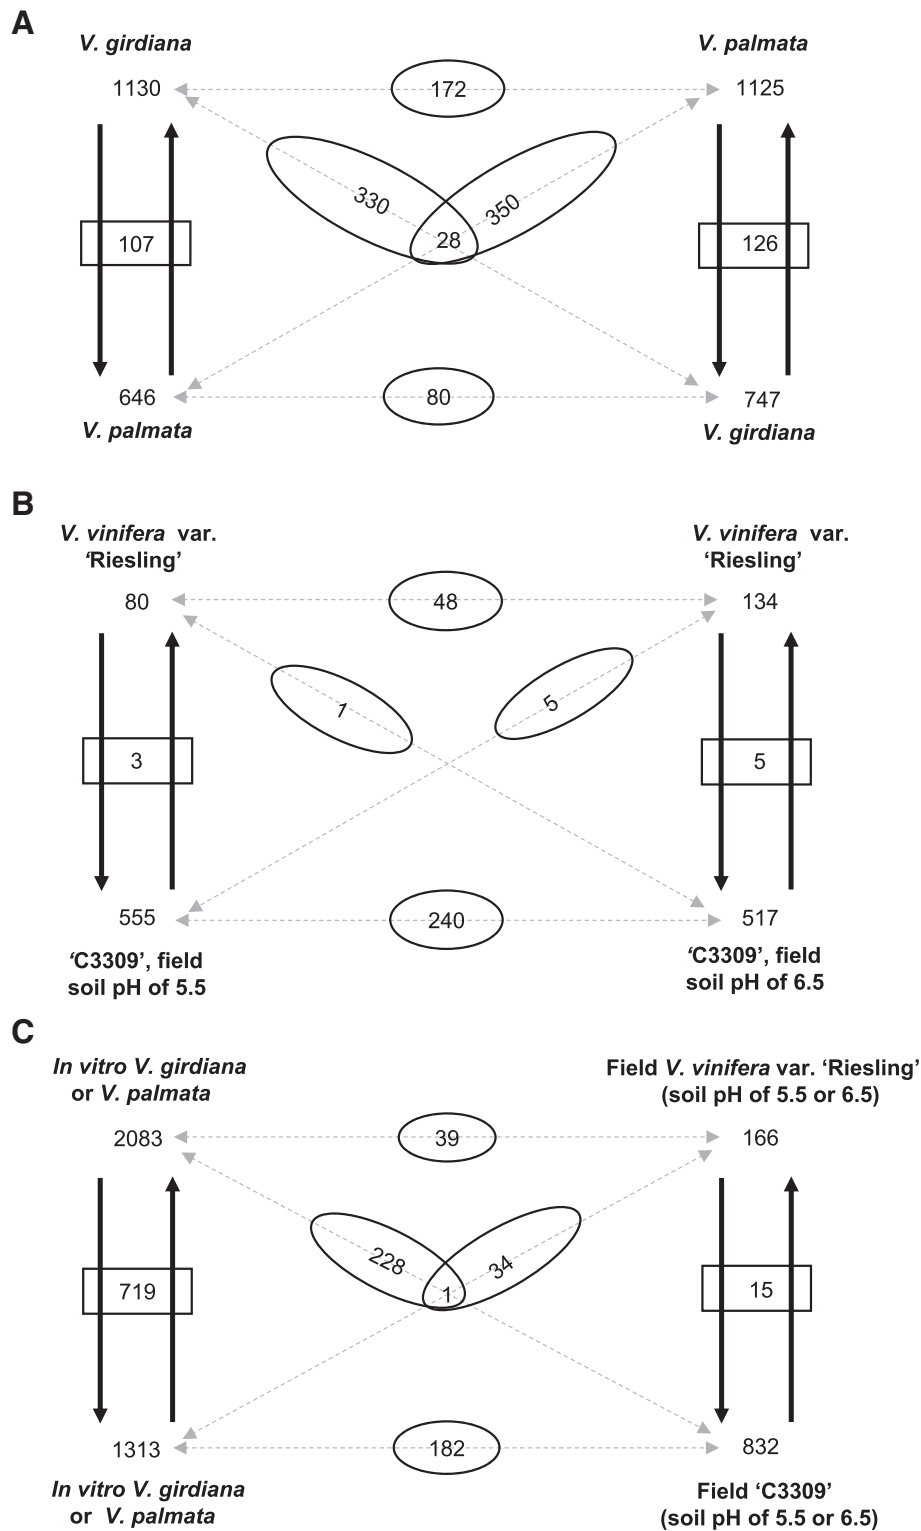 A
V. girdiana
V. palmata
1130
172
1125
330
350
28
107
126
646
80
747
V. palmata
V. girdiana
B
V. vinifera var.
‘Riesling’
V. vinifera var.
‘Riesling’
80
48
134
1
5
3
5
555
240
517
‘C3309’, field
soil pH of 5.5
‘C3309’, field
soil pH of 6.5
C
In vitro V. girdiana
or V. palmata
Field V. vinifera var. ‘Riesling’
(soil pH of 5.5 or 6.5)
2083
39
166
228
34
1
719
15
1313
182
832
In vitro V. girdiana
or V. palmata
Field ‘C3309’
(soil pH of 5.5 or 6.5)